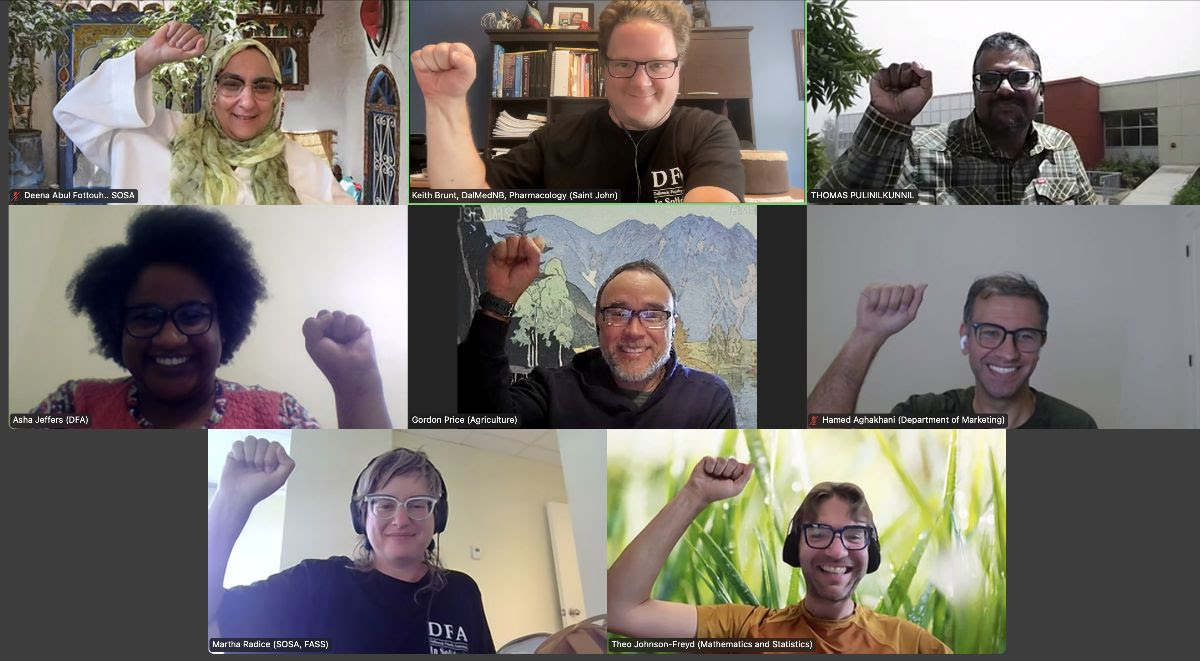 Deena Abul Fottouh.. SOSA
DFA
Keith Brunt, DalMedNB, Pharmacology (Saint John)
THOMAS PULINILKUNNIL
Asha Jeffers (DFA)
Gordon Price (Agriculture)
Hamed Aghakhani (Department of Marketing)
DFA
Martha Radice (SOSA, FASS)
Theo Johnson-Freyd (Mathematics and Statistics)